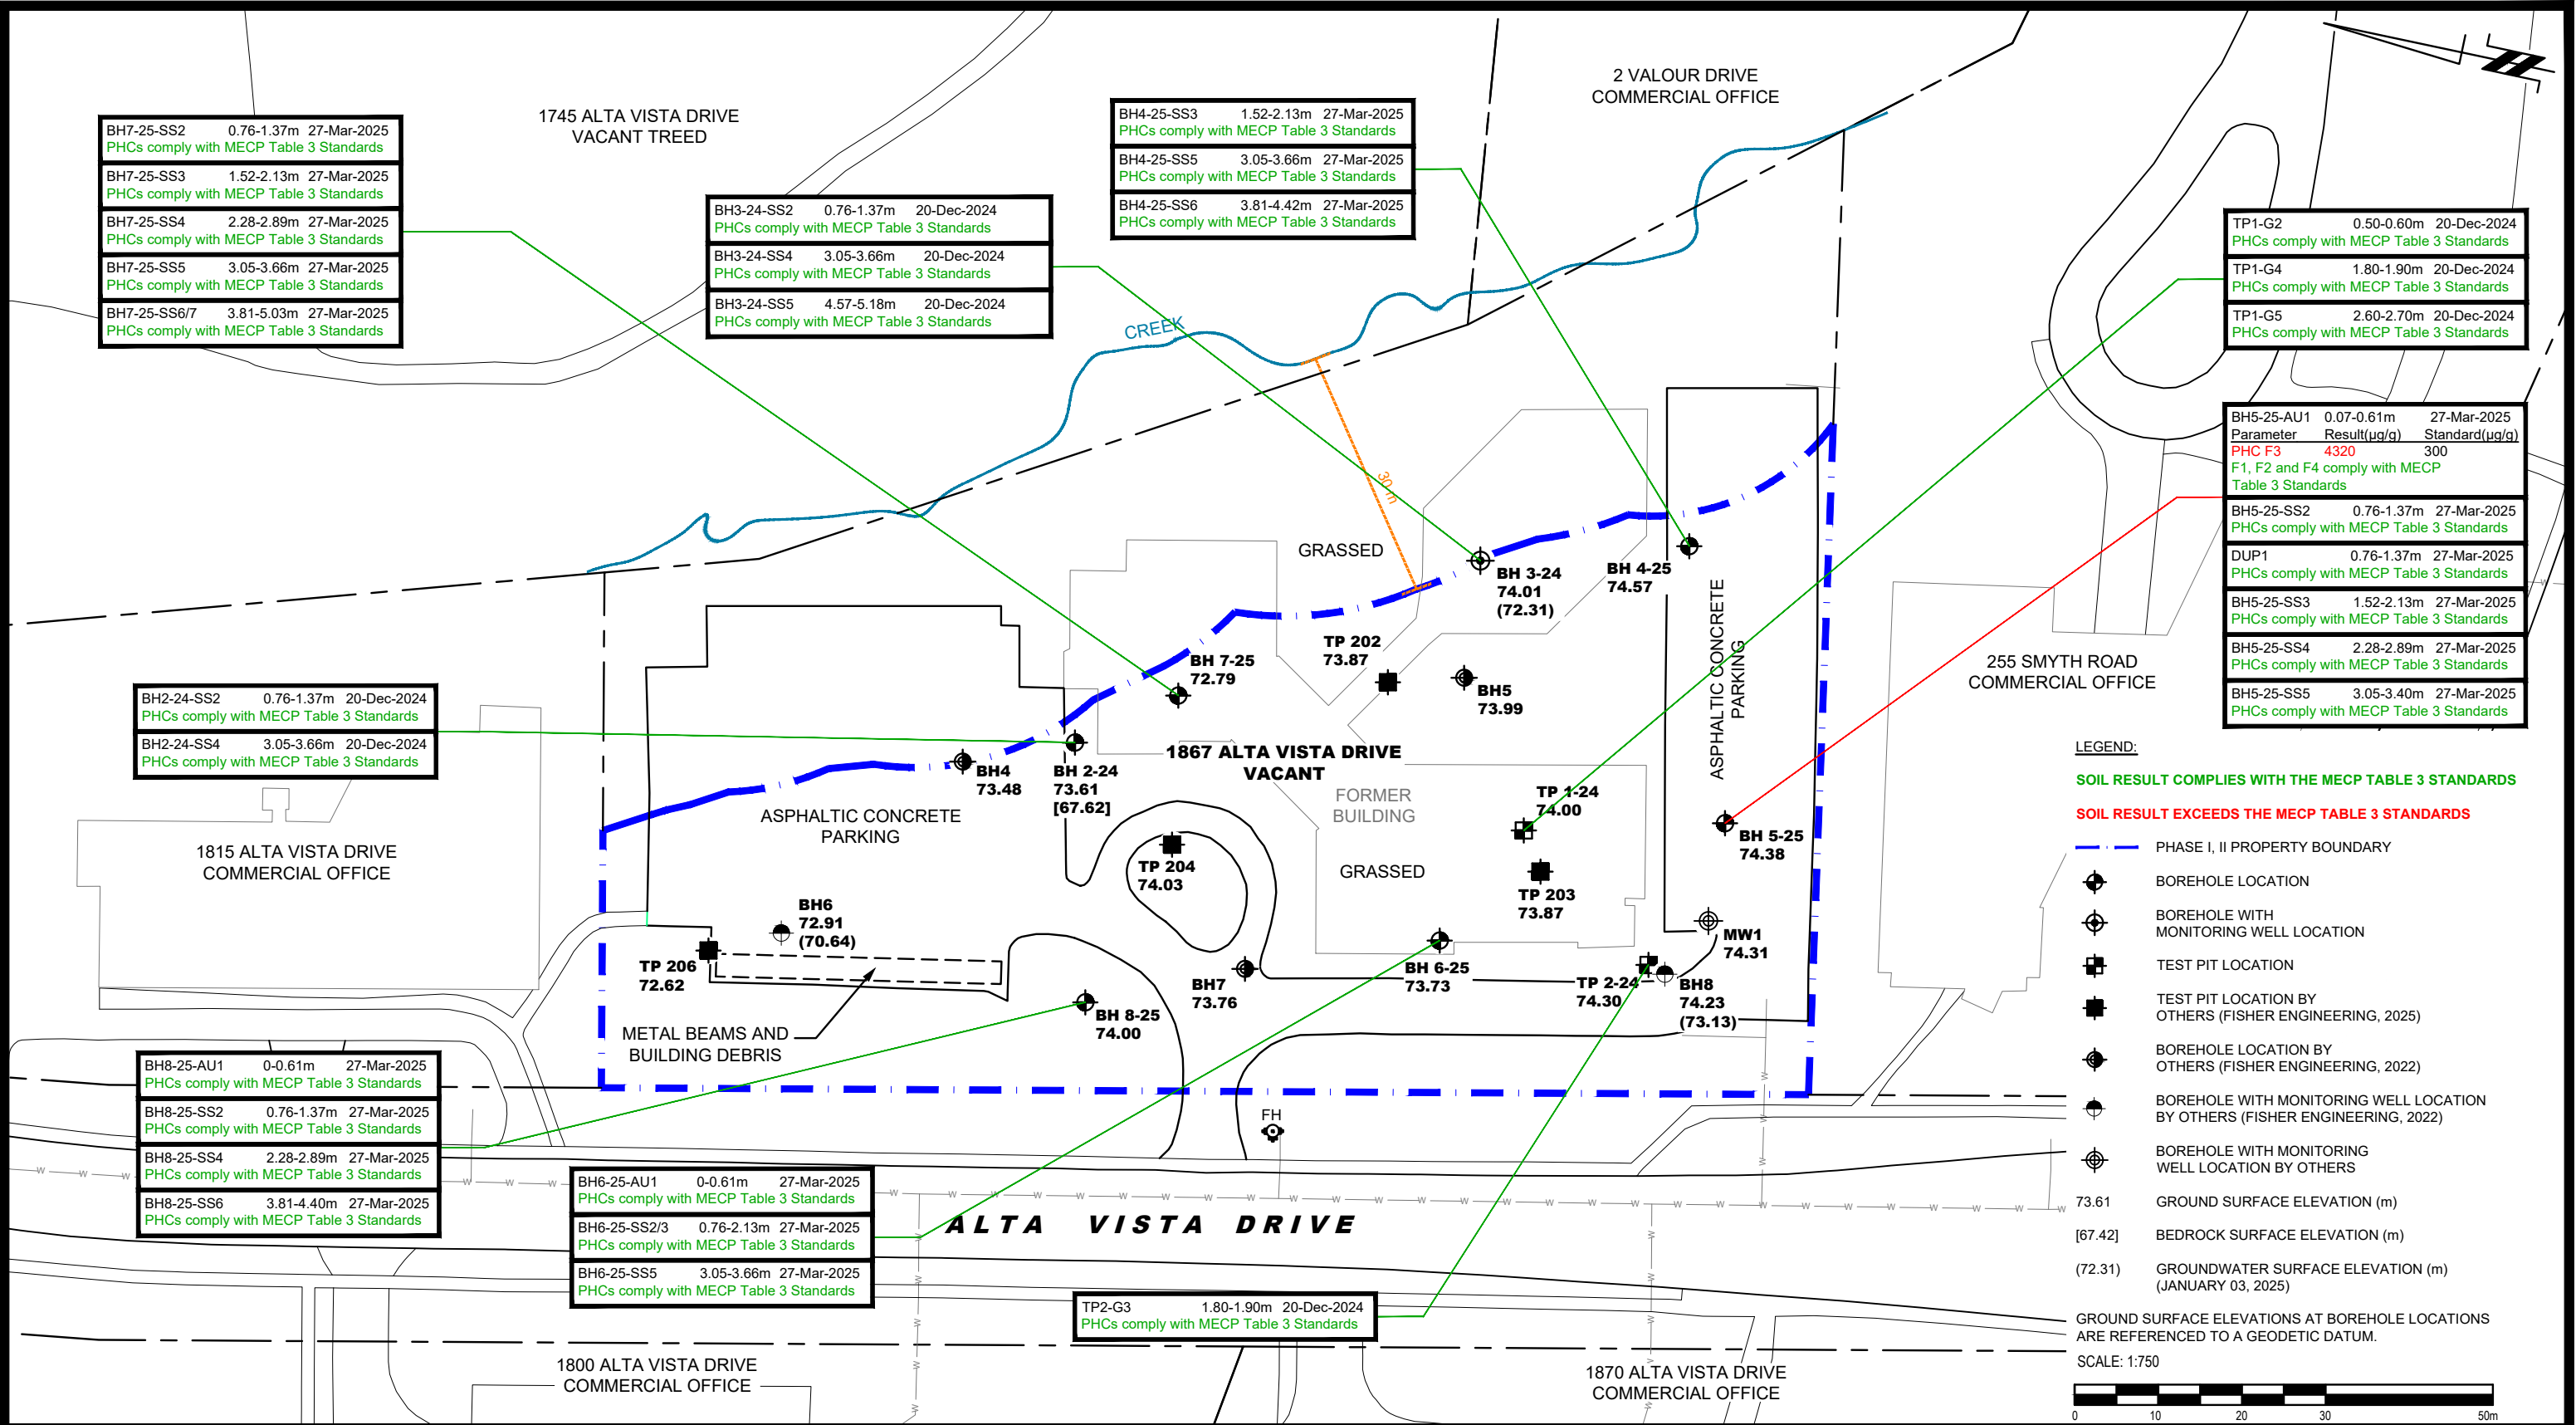 2 VALOUR DRIVE
COMMERCIAL OFFICE
1745 ALTA VISTA DRIVE
VACANT TREED
BH7-25-SS2 0.76-1.37m 27-Mar-2025
PHCs comply with MECP Table 3 Standards
BH7-25-SS3 1.52-2.13m 27-Mar-2025
PHCs comply with MECP Table 3 Standards
BH7-25-SS4 2.28-2.89m 27-Mar-2025
PHCs comply with MECP Table 3 Standards
BH7-25-SS5 3.05-3.66m 27-Mar-2025
PHCs comply with MECP Table 3 Standards
BH7-25-SS6/7 3.81-5.03m 27-Mar-2025
PHCs comply with MECP Table 3 Standards
BH3-24-SS2 0.76-1.37m 20-Dec-2024
PHCs comply with MECP Table 3 Standards
BH3-24-SS4 3.05-3.66m 20-Dec-2024
PHCs comply with MECP Table 3 Standards
BH3-24-SS5 4.57-5.18m 20-Dec-2024
PHCs comply with MECP Table 3 Standards
BH4-25-SS3 1.52-2.13m 27-Mar-2025
PHCs comply with MECP Table 3 Standards
BH4-25-SS5 3.05-3.66m 27-Mar-2025
PHCs comply with MECP Table 3 Standards
BH4-25-SS6 3.81-4.42m 27-Mar-2025
PHCs comply with MECP Table 3 Standards
TP1-G2 0.50-0.60m 20-Dec-2024
PHCs comply with MECP Table 3 Standards
TP1-G4 1.80-1.90m 20-Dec-2024
PHCs comply with MECP Table 3 Standards
TP1-G5 2.60-2.70m 20-Dec-2024
PHCs comply with MECP Table 3 Standards
BH5-25-AU1 0.07-0.61m 27-Mar-2025
Parameter Result(µg/g) Standard(µg/g)
PHC F3 4320 300
F1, F2 and F4 comply with MECP
Table 3 Standards
BH5-25-SS2 0.76-1.37m 27-Mar-2025
PHCs comply with MECP Table 3 Standards
DUP1 0.76-1.37m 27-Mar-2025
PHCs comply with MECP Table 3 Standards
BH5-25-SS3 1.52-2.13m 27-Mar-2025
PHCs comply with MECP Table 3 Standards
BH5-25-SS4 2.28-2.89m 27-Mar-2025
PHCs comply with MECP Table 3 Standards
BH5-25-SS5 3.05-3.40m 27-Mar-2025
PHCs comply with MECP Table 3 Standards
CREEK
30 m
GRASSED
BH 3-24
74.01
(72.31)
BH 4-25
74.57
ASPHALTIC CONCRETE
PARKING
TP 202
73.87
BH5
73.99
BH 7-25
72.79
255 SMYTH ROAD
COMMERCIAL OFFICE
BH2-24-SS2 0.76-1.37m 20-Dec-2024
PHCs comply with MECP Table 3 Standards
BH2-24-SS4 3.05-3.66m 20-Dec-2024
PHCs comply with MECP Table 3 Standards
1867 ALTA VISTA DRIVE
VACANT
BH4
73.48
BH 2-24
73.61
[67.62]
FORMER
BUILDING
TP 1-24
74.00
ASPHALTIC CONCRETE
PARKING
1815 ALTA VISTA DRIVE
COMMERCIAL OFFICE
TP 204
74.03
GRASSED
BH 5-25
74.38
TP 203
73.87
BH6
72.91
(70.64)
MW1
74.31
TP 206
72.62
BH7
73.76
BH 6-25
73.73
TP 2-24
74.30
BH8
74.23
(73.13)
BH 8-25
74.00
METAL BEAMS AND
BUILDING DEBRIS
BH8-25-AU1 0-0.61m 27-Mar-2025
PHCs comply with MECP Table 3 Standards
BH8-25-SS2 0.76-1.37m 27-Mar-2025
PHCs comply with MECP Table 3 Standards
BH8-25-SS4 2.28-2.89m 27-Mar-2025
PHCs comply with MECP Table 3 Standards
BH8-25-SS6 3.81-4.40m 27-Mar-2025
PHCs comply with MECP Table 3 Standards
FH
BH6-25-AU1 0-0.61m 27-Mar-2025
PHCs comply with MECP Table 3 Standards
BH6-25-SS2/3 0.76-2.13m 27-Mar-2025
PHCs comply with MECP Table 3 Standards
BH6-25-SS5 3.05-3.66m 27-Mar-2025
PHCs comply with MECP Table 3 Standards
ALTA VISTA DRIVE
TP2-G3 1.80-1.90m 20-Dec-2024
PHCs comply with MECP Table 3 Standards
1800 ALTA VISTA DRIVE
COMMERCIAL OFFICE
1870 ALTA VISTA DRIVE
COMMERCIAL OFFICE
LEGEND:
SOIL RESULT COMPLIES WITH THE MECP TABLE 3 STANDARDS
SOIL RESULT EXCEEDS THE MECP TABLE 3 STANDARDS
PHASE I, II PROPERTY BOUNDARY
BOREHOLE LOCATION
BOREHOLE WITH
MONITORING WELL LOCATION
TEST PIT LOCATION
TEST PIT LOCATION BY
OTHERS (FISHER ENGINEERING, 2025)
BOREHOLE LOCATION BY
OTHERS (FISHER ENGINEERING, 2022)
BOREHOLE WITH MONITORING WELL LOCATION
BY OTHERS (FISHER ENGINEERING, 2022)
BOREHOLE WITH MONITORING
WELL LOCATION BY OTHERS
73.61 GROUND SURFACE ELEVATION (m)
[67.42] BEDROCK SURFACE ELEVATION (m)
(72.31) GROUNDWATER SURFACE ELEVATION (m)
(JANUARY 03, 2025)
GROUND SURFACE ELEVATIONS AT BOREHOLE LOCATIONS
ARE REFERENCED TO A GEODETIC DATUM.
SCALE: 1:750
0 10 20 30 50m